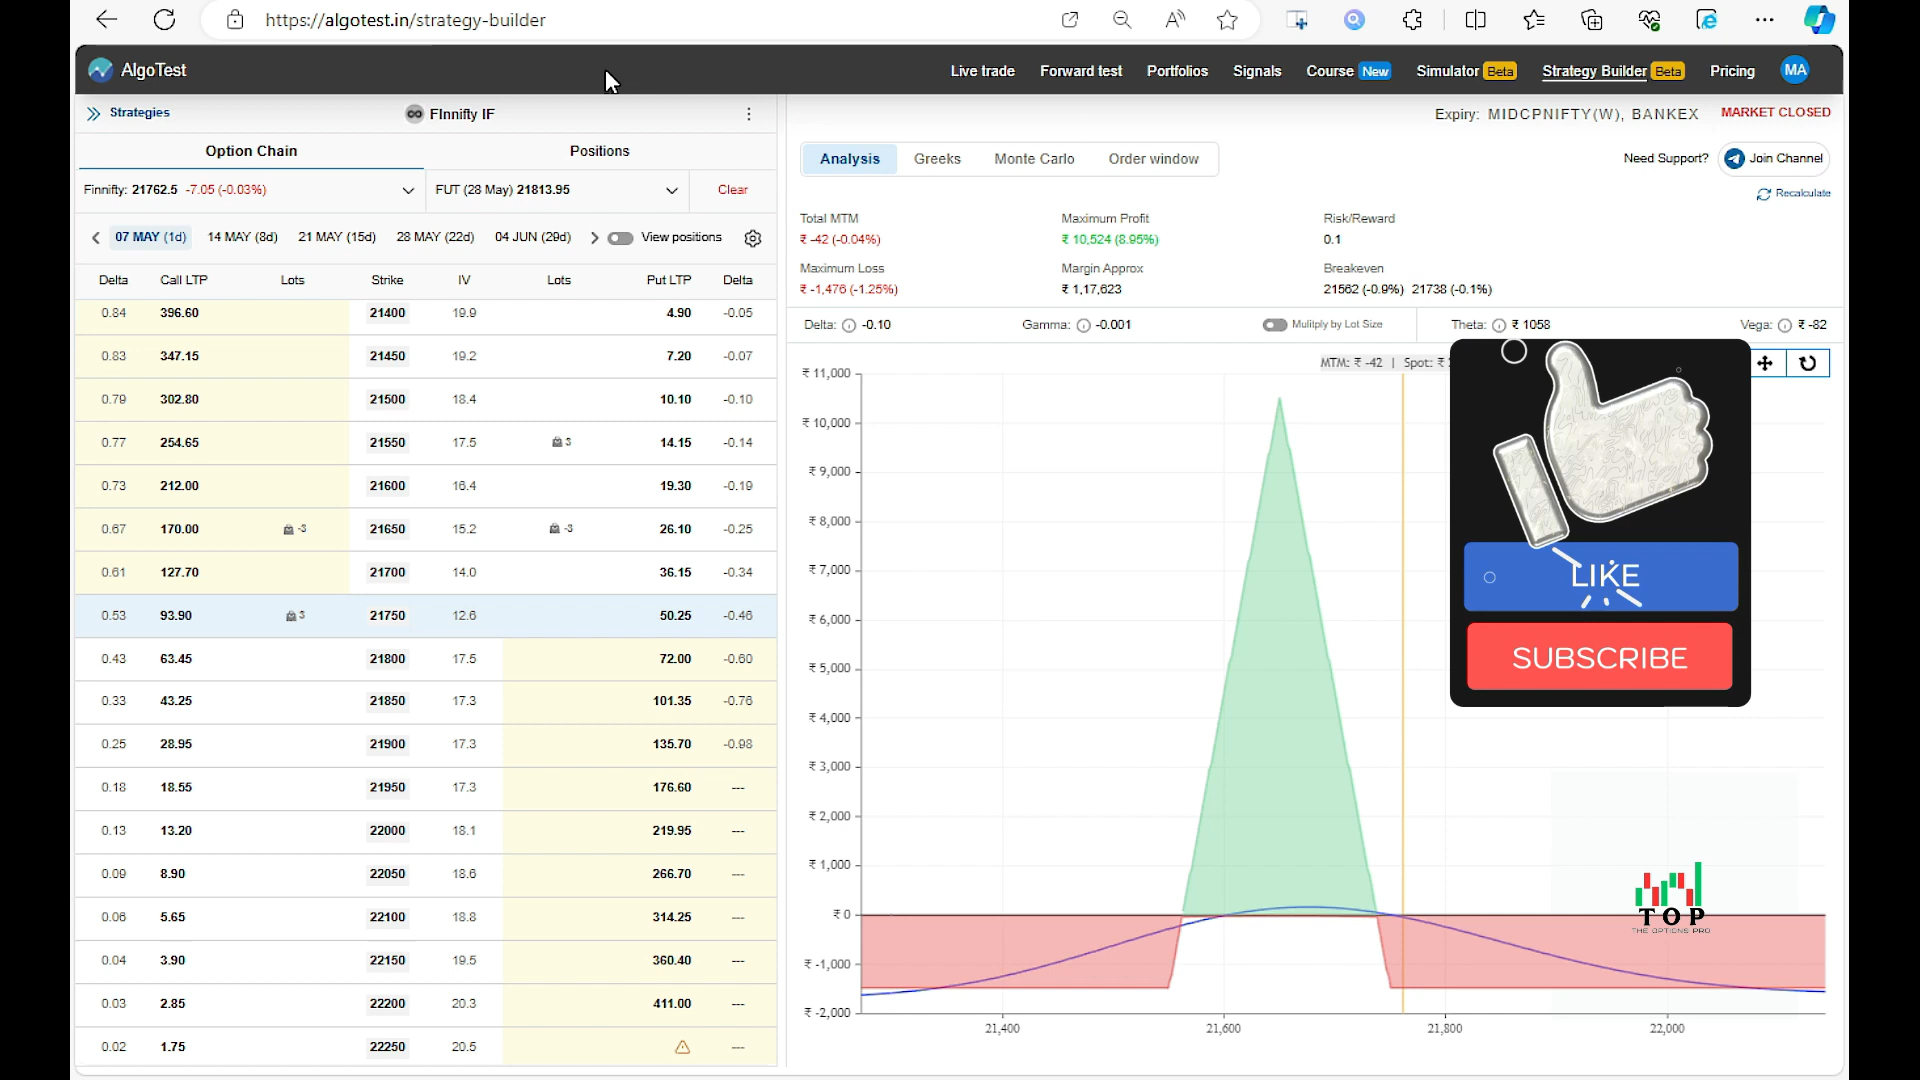 https://algotest.in/strategy-builder
AlgoTest
Live trade Forward test Portfolios Signals Course New Simulator Beta Strategy Builder Beta Pricing MA
Strategies
FInnifty IF
Expiry: MIDCPNIFTY(W), BANKEX MARKET CLOSED
Option Chain Positions
Analysis Greeks Monte Carlo Order window
Need Support? Join Channel
Finnifty: 21762.5 -7.05 (-0.03%) FUT (28 May) 21813.95 Clear
Recalculate
07 MAY (1d) 14 MAY (8d) 21 MAY (15d) 28 MAY (22d) 04 JUN (29d) View positions
Total MTM Maximum Profit Risk/Reward
₹ -42 (-0.04%) ₹ 10,524 (8.95%) 0.1
Maximum Loss Margin Approx Breakeven
₹ -1,476 (-1.25%) ₹ 1,17,623 21562 (-0.9%) 21738 (-0.1%)
Delta: -0.10 Gamma: -0.001 Mulitply by Lot Size Theta: ₹ 1058 Vega: ₹ -82
Delta Call LTP Lots Strike IV Lots Put LTP Delta
0.84 396.60 21400 19.9 4.90 -0.05
0.83 347.15 21450 19.2 7.20 -0.07
0.79 302.80 21500 18.4 10.10 -0.10
0.77 254.65 21550 17.5 3 14.15 -0.14
0.73 212.00 21600 16.4 19.30 -0.19
0.67 170.00 -3 21650 15.2 -3 26.10 -0.25
0.61 127.70 21700 14.0 36.15 -0.34
0.53 93.90 3 21750 12.6 50.25 -0.46
0.43 63.45 21800 17.5 72.00 -0.60
0.33 43.25 21850 17.3 101.35 -0.76
0.25 28.95 21900 17.3 135.70 -0.98
0.18 18.55 21950 17.3 176.60 ---
0.13 13.20 22000 18.1 219.95 ---
0.09 8.90 22050 18.6 266.70 ---
0.06 5.65 22100 18.8 314.25 ---
0.04 3.90 22150 19.5 360.40 ---
0.03 2.85 22200 20.3 411.00 ---
0.02 1.75 22250 20.5 ---
MTM: ₹ -42 | Spot: ₹
₹ 11,000
₹ 10,000
₹ 9,000
₹ 8,000
₹ 7,000
₹ 6,000
₹ 5,000
₹ 4,000
₹ 3,000
₹ 2,000
₹ 1,000
₹ 0
₹ -1,000
₹ -2,000
21,400 21,600 21,800 22,000
LIKE
SUBSCRIBE
TOP
THE OPTIONS PRO